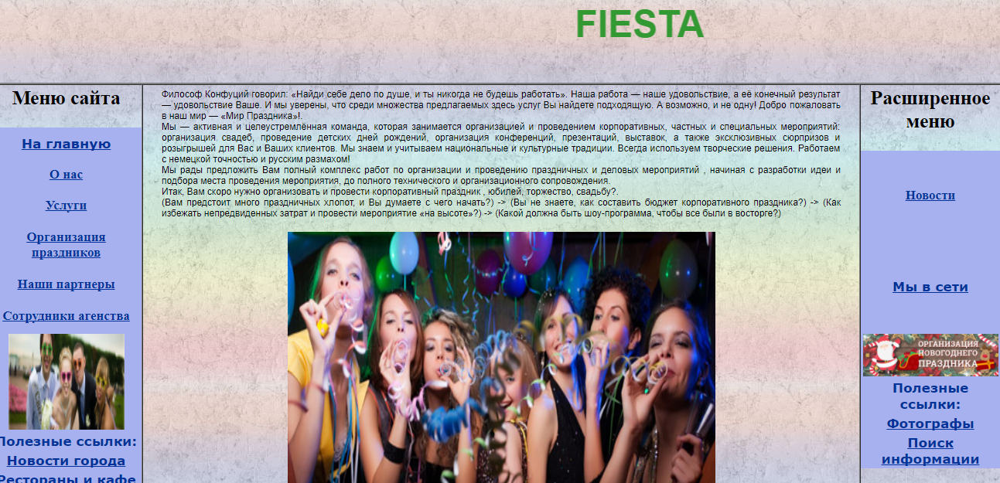 FIESTA
Меню сайта
На главную
О нас
Услуги
Организация
праздников
Наши партнеры
Сотрудники агенства
Полезные ссылки:
Новости города
Рестораны и кафе
Философ Конфуций говорил: «Найди себе дело по душе, и ты никогда не будешь работать». Наша работа — наше удовольствие, а её конечный результат
— удовольствие Ваше. И мы уверены, что среди множества предлагаемых здесь услуг Вы найдете подходящую. А возможно, и не одну! Добро пожаловать
в наш мир — «Мир Праздника»!.
Мы — активная и целеустремлённая команда, которая занимается организацией и проведением корпоративных, частных и специальных мероприятий:
организация свадеб, проведение детских дней рождений, организация конференций, презентаций, выставок, а также эксклюзивных сюрпризов и
розыгрышей для Вас и Ваших клиентов. Мы знаем и учитываем национальные и культурные традиции. Всегда используем творческие решения. Работаем
с немецкой точностью и русским размахом!
Мы рады предложить Вам полный комплекс работ по организации и проведению праздничных и деловых мероприятий , начиная с разработки идеи и
подбора места проведения мероприятия, до полного технического и организационного сопровождения.
Итак, Вам скоро нужно организовать и провести корпоративный праздник , юбилей, торжество, свадьбу?.
(Вам предстоит много праздничных хлопот, и Вы думаете с чего начать?) -> (Вы не знаете, как составить бюджет корпоративного праздника?) -> (Как
избежать непредвиденных затрат и провести мероприятие «на высоте»?) -> (Какой должна быть шоу-программа, чтобы все были в восторге?)
Расширенное
меню
Новости
Мы в сети
ОРГАНИЗАЦИЯ
НОВОГОДНЕГО
ПРАЗДНИКА
Полезные
ссылки:
Фотографы
Поиск
информации